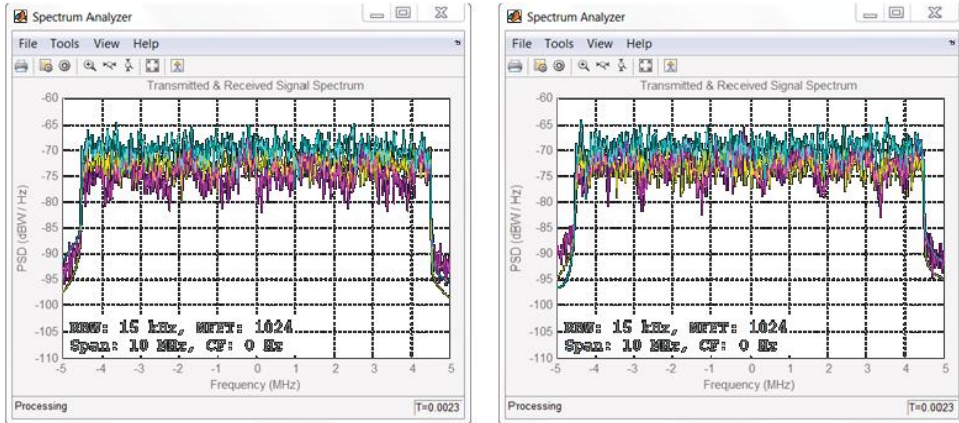 Spectrum Analyzer
File Tools View Help
Transmitted & Received Signal Spectrum
-60
-65
-70
-75
-80
-85
-90
-95
-100
-105
-110
PSD (dBW / Hz)
RBW: 15 kHz, NFFT: 1024
Span: 10 MHz, CF: 0 Hz
-5 -4 -3 -2 -1 0 1 2 3 4 5
Frequency (MHz)
Processing T=0.0023
Spectrum Analyzer
File Tools View Help
Transmitted & Received Signal Spectrum
-60
-65
-70
-75
-80
-85
-90
-95
-100
-105
-110
PSD (dBW / Hz)
RBW: 15 kHz, NFFT: 1024
Span: 10 MHz, CF: 0 Hz
-5 -4 -3 -2 -1 0 1 2 3 4 5
Frequency (MHz)
Processing T=0.0023